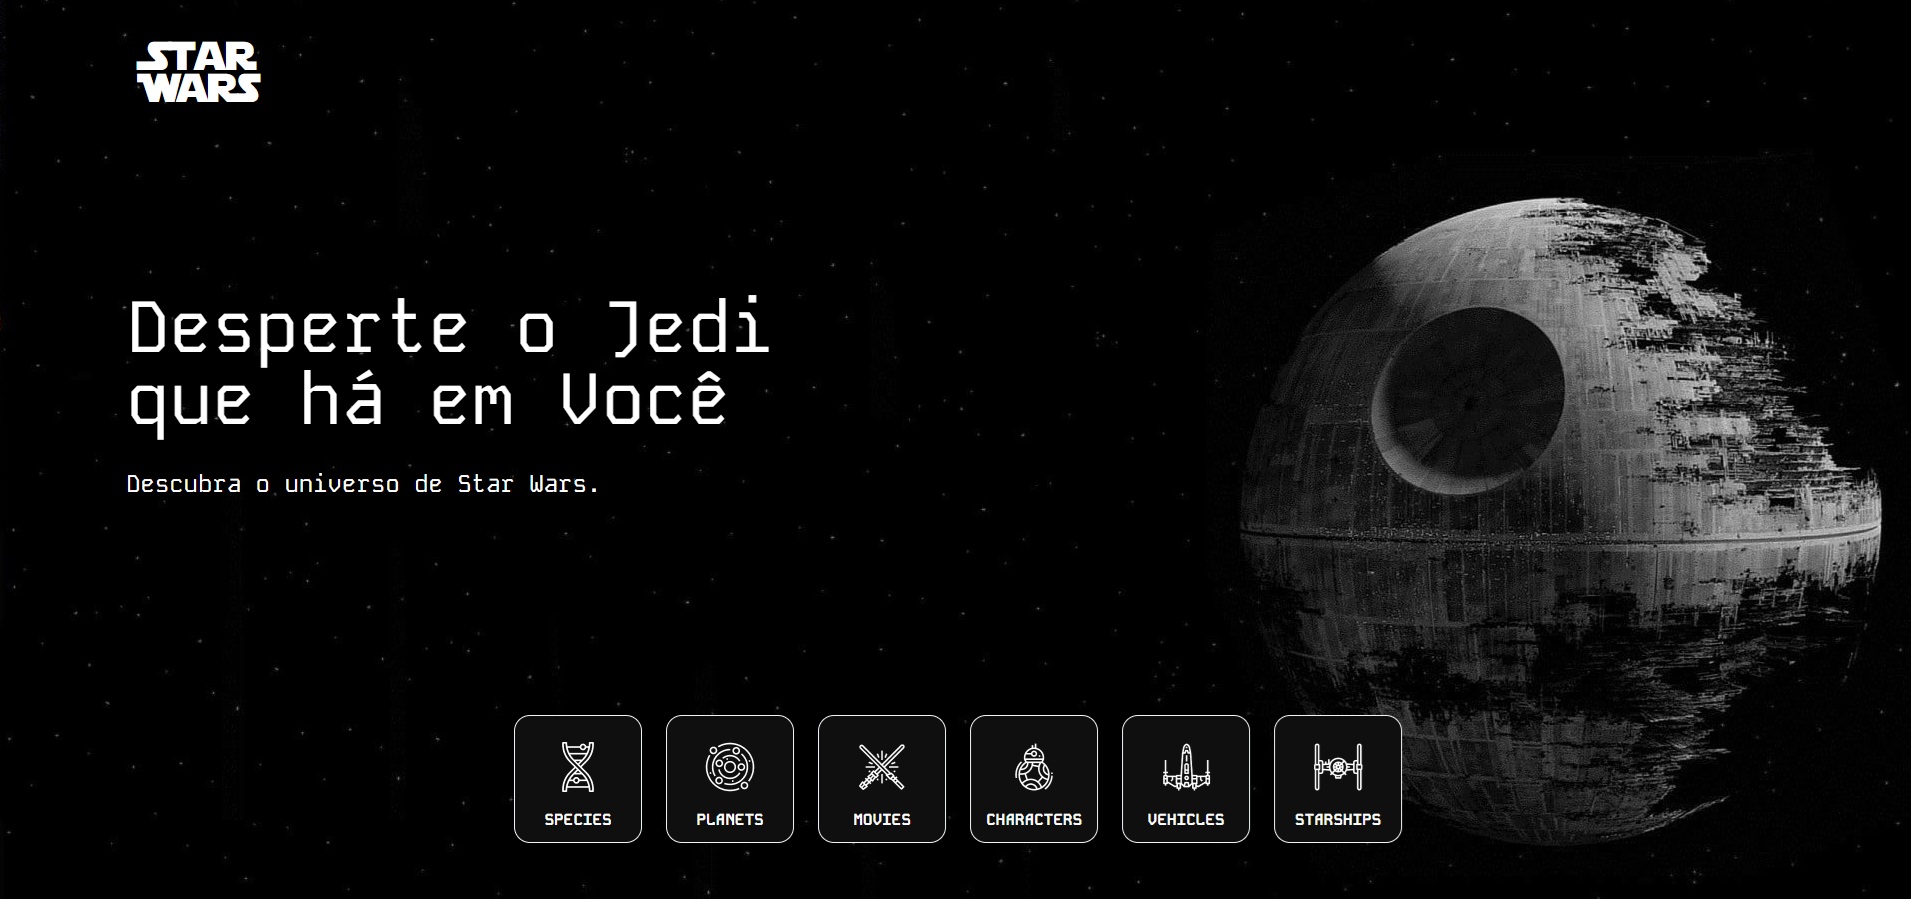 STAR
WARS
Desperte o Jedi
que há em Você
Descubra o universo de Star Wars.
SPECIES
PLANETS
MOVIES
CHARACTERS
VEHICLES
STARSHIPS